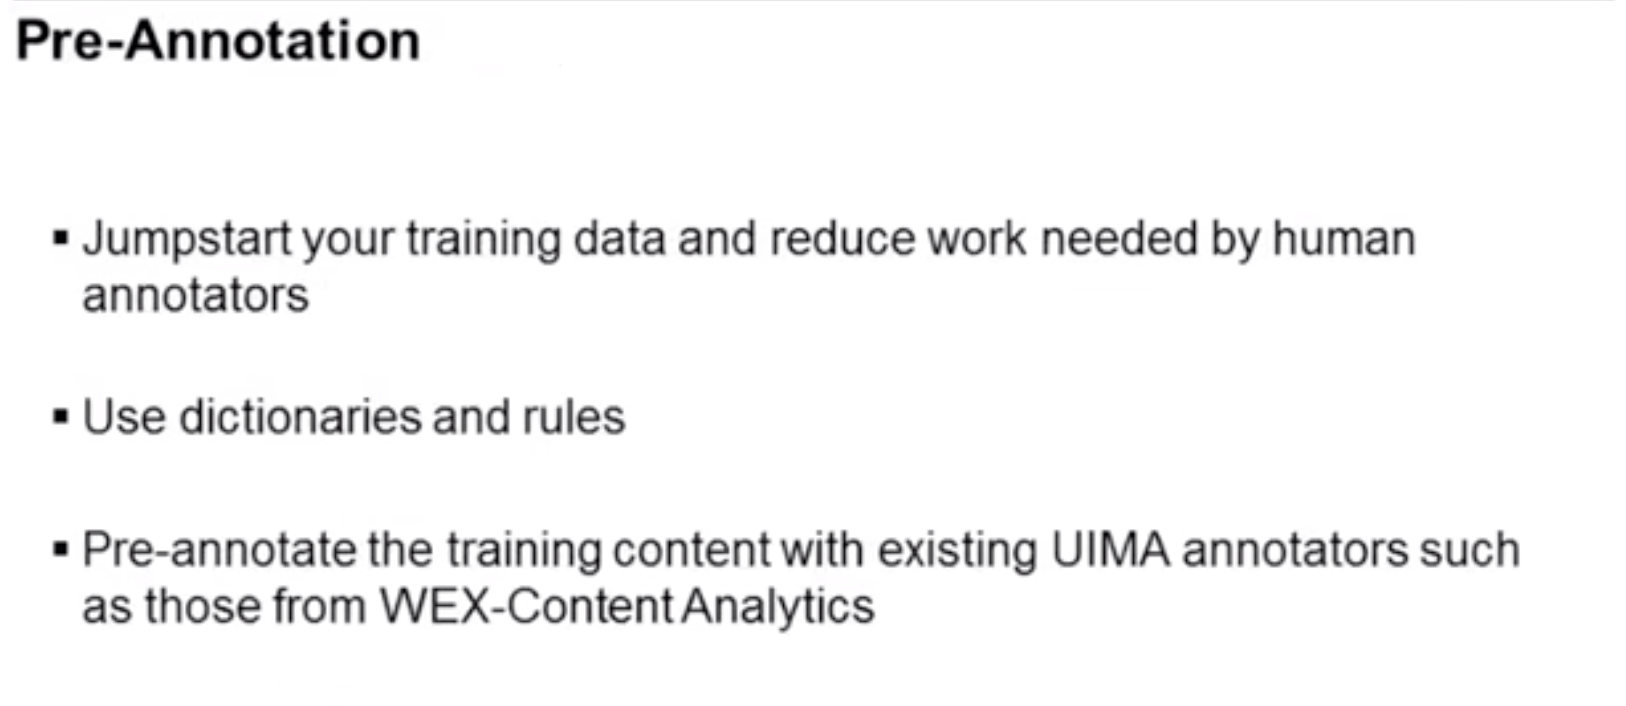 Pre-Annotation
▪ Jumpstart your training data and reduce work needed by human
annotators
▪ Use dictionaries and rules
▪ Pre-annotate the training content with existing UIMA annotators such
as those from WEX-Content Analytics